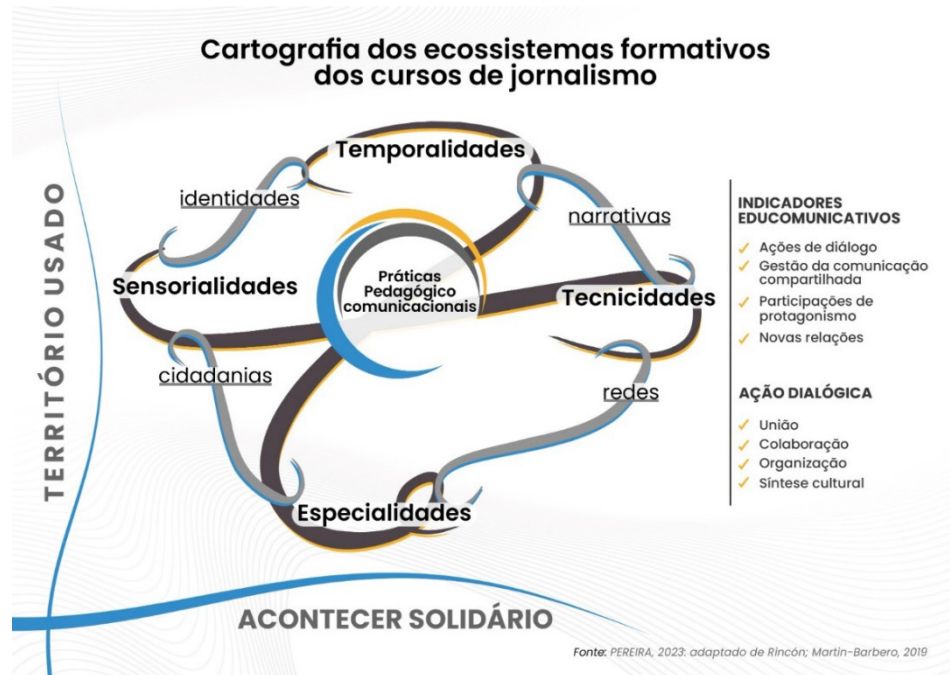 Cartografia dos ecossistemas formativos
dos cursos de jornalismo
Temporalidades
identidades
narrativas
Sensorialidades
Práticas
Pedagógico
comunicacionais
Tecnicidades
cidadanias
redes
Especialidades
TERRITÓRIO USADO
ACONTECER SOLIDÁRIO
INDICADORES
EDUCOMUNICATIVOS
Ações de diálogo
Gestão da comunicação
compartilhada
Participações de
protagonismo
Novas relações
AÇÃO DIALÓGICA
União
Colaboração
Organização
Síntese cultural
Fonte: PEREIRA, 2023: adaptado de Rincón; Martin-Barbero, 2019